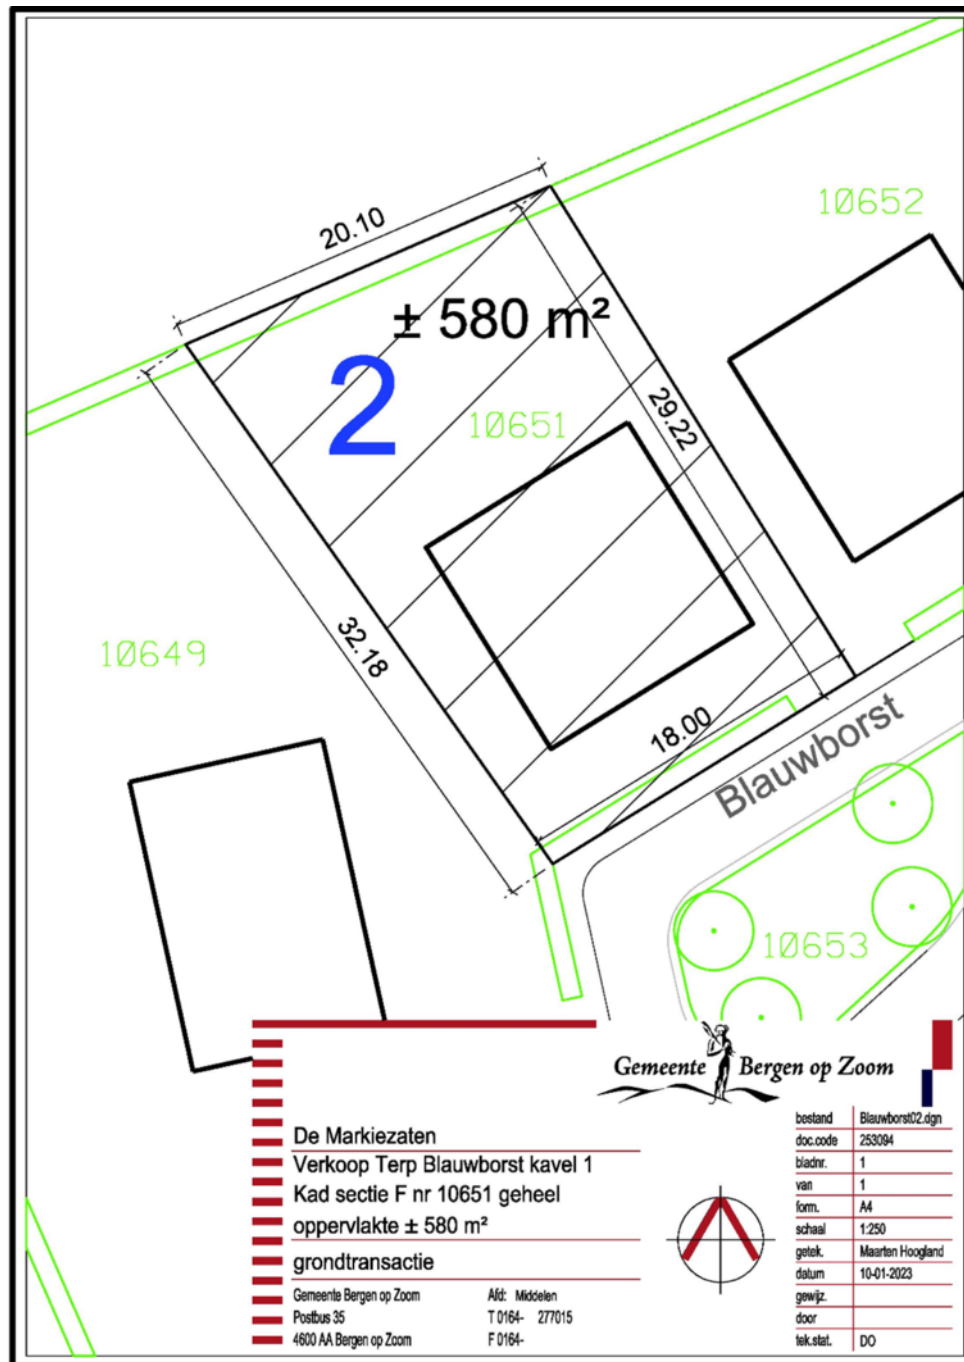 10652
20.10
± 580 m²
2
10651
29.22
10649
32.18
18.00
Blauwborst
10653
Gemeente Bergen op Zoom
De Markiezaten
Verkoop Terp Blauwborst kavel 1
Kad sectie F nr 10651 geheel
oppervlakte ± 580 m²
grondtransactie
Gemeente Bergen op Zoom Afd: Middelen
Postbus 35 T 0164- 277015
4600 AA Bergen op Zoom F 0164-
bestand Blauwborst02.dgn
doc.code 253094
bladnr. 1
van 1
form. A4
schaal 1:250
getek. Maarten Hoogland
datum 10-01-2023
gewijz.
door
tek.stat. DO